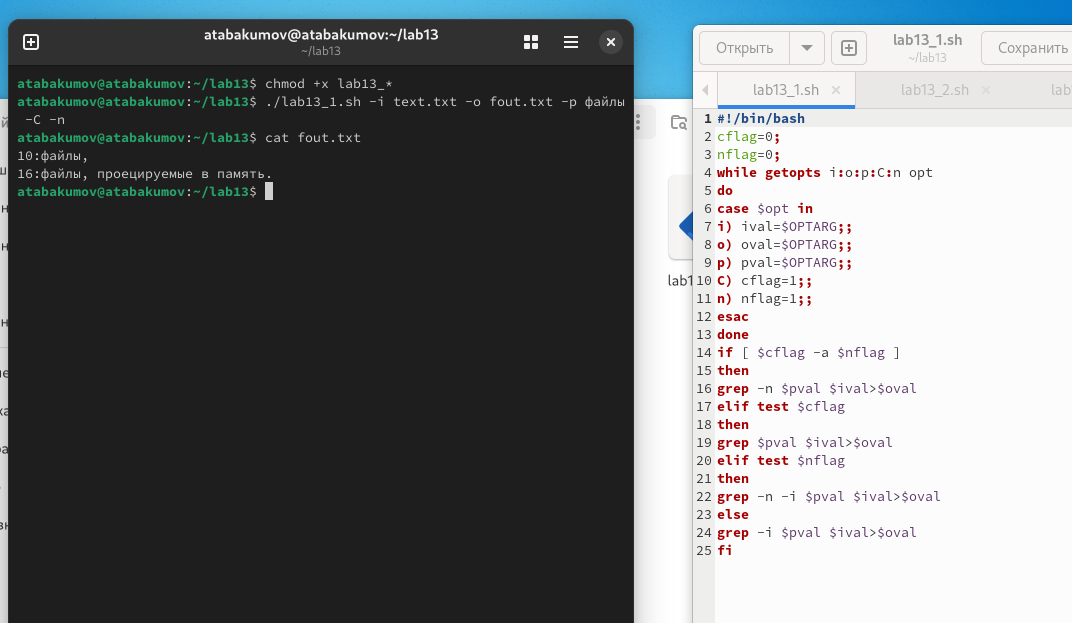 atabakumov@atabakumov:~/lab13
~/lab13
atabakumov@atabakumov:~/lab13$ chmod +x lab13_*
atabakumov@atabakumov:~/lab13$ ./lab13_1.sh -i text.txt -o fout.txt -p файлы
-C -n
atabakumov@atabakumov:~/lab13$ cat fout.txt
10:файлы,
16:файлы, проецируемые в память.
atabakumov@atabakumov:~/lab13$
Открыть
lab13_1.sh
~/lab13
Сохранить
lab13_1.sh
lab13_2.sh
1 #!/bin/bash
2 cflag=0;
3 nflag=0;
4 while getopts i:o:p:C:n opt
5 do
6 case $opt in
7 i) ival=$OPTARG;;
8 o) oval=$OPTARG;;
9 p) pval=$OPTARG;;
10 C) cflag=1;;
11 n) nflag=1;;
12 esac
13 done
14 if [ $cflag -a $nflag ]
15 then
16 grep -n $pval $ival>$oval
17 elif test $cflag
18 then
19 grep $pval $ival>$oval
20 elif test $nflag
21 then
22 grep -n -i $pval $ival>$oval
23 else
24 grep -i $pval $ival>$oval
25 fi